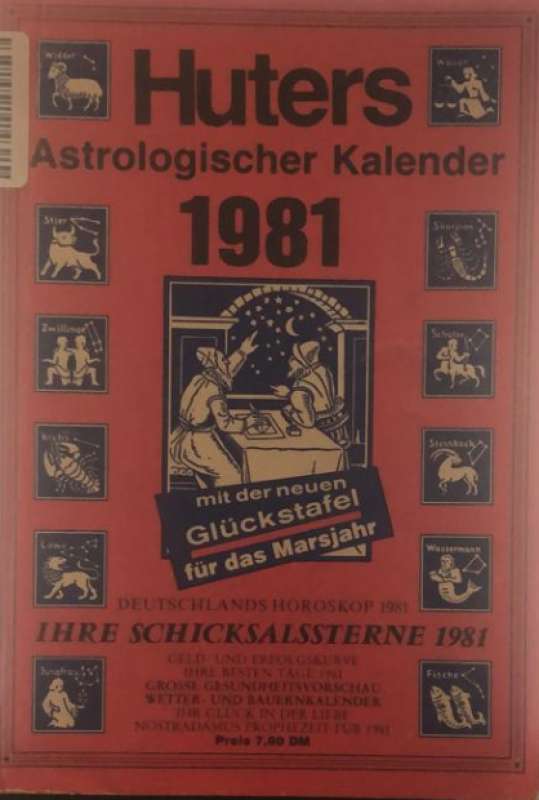 Huters
Astrologischer Kalender
1981
Widder
Waage
Stier
Skorpion
Zwillinge
Schütze
Krebs
Steinbock
Löwe
Wassermann
Jungfrau
Fische
mit der neuen
Glückstafel
für das Marsjahr
DEUTSCHLANDS HOROSKOP 1981
IHRE SCHICKSALSSTERNE 1981
GELD- UND ERFOLGSKURVE
IHRE BESTEN TAGE 1981
GROSSE GESUNDHEITSVORSCHAU
WETTER- UND BAUERNKALENDER
IHR GLÜCK IN DER LIEBE
NOSTRADAMUS PROPHEZEIT FÜR 1981
Preis 7,80 DM